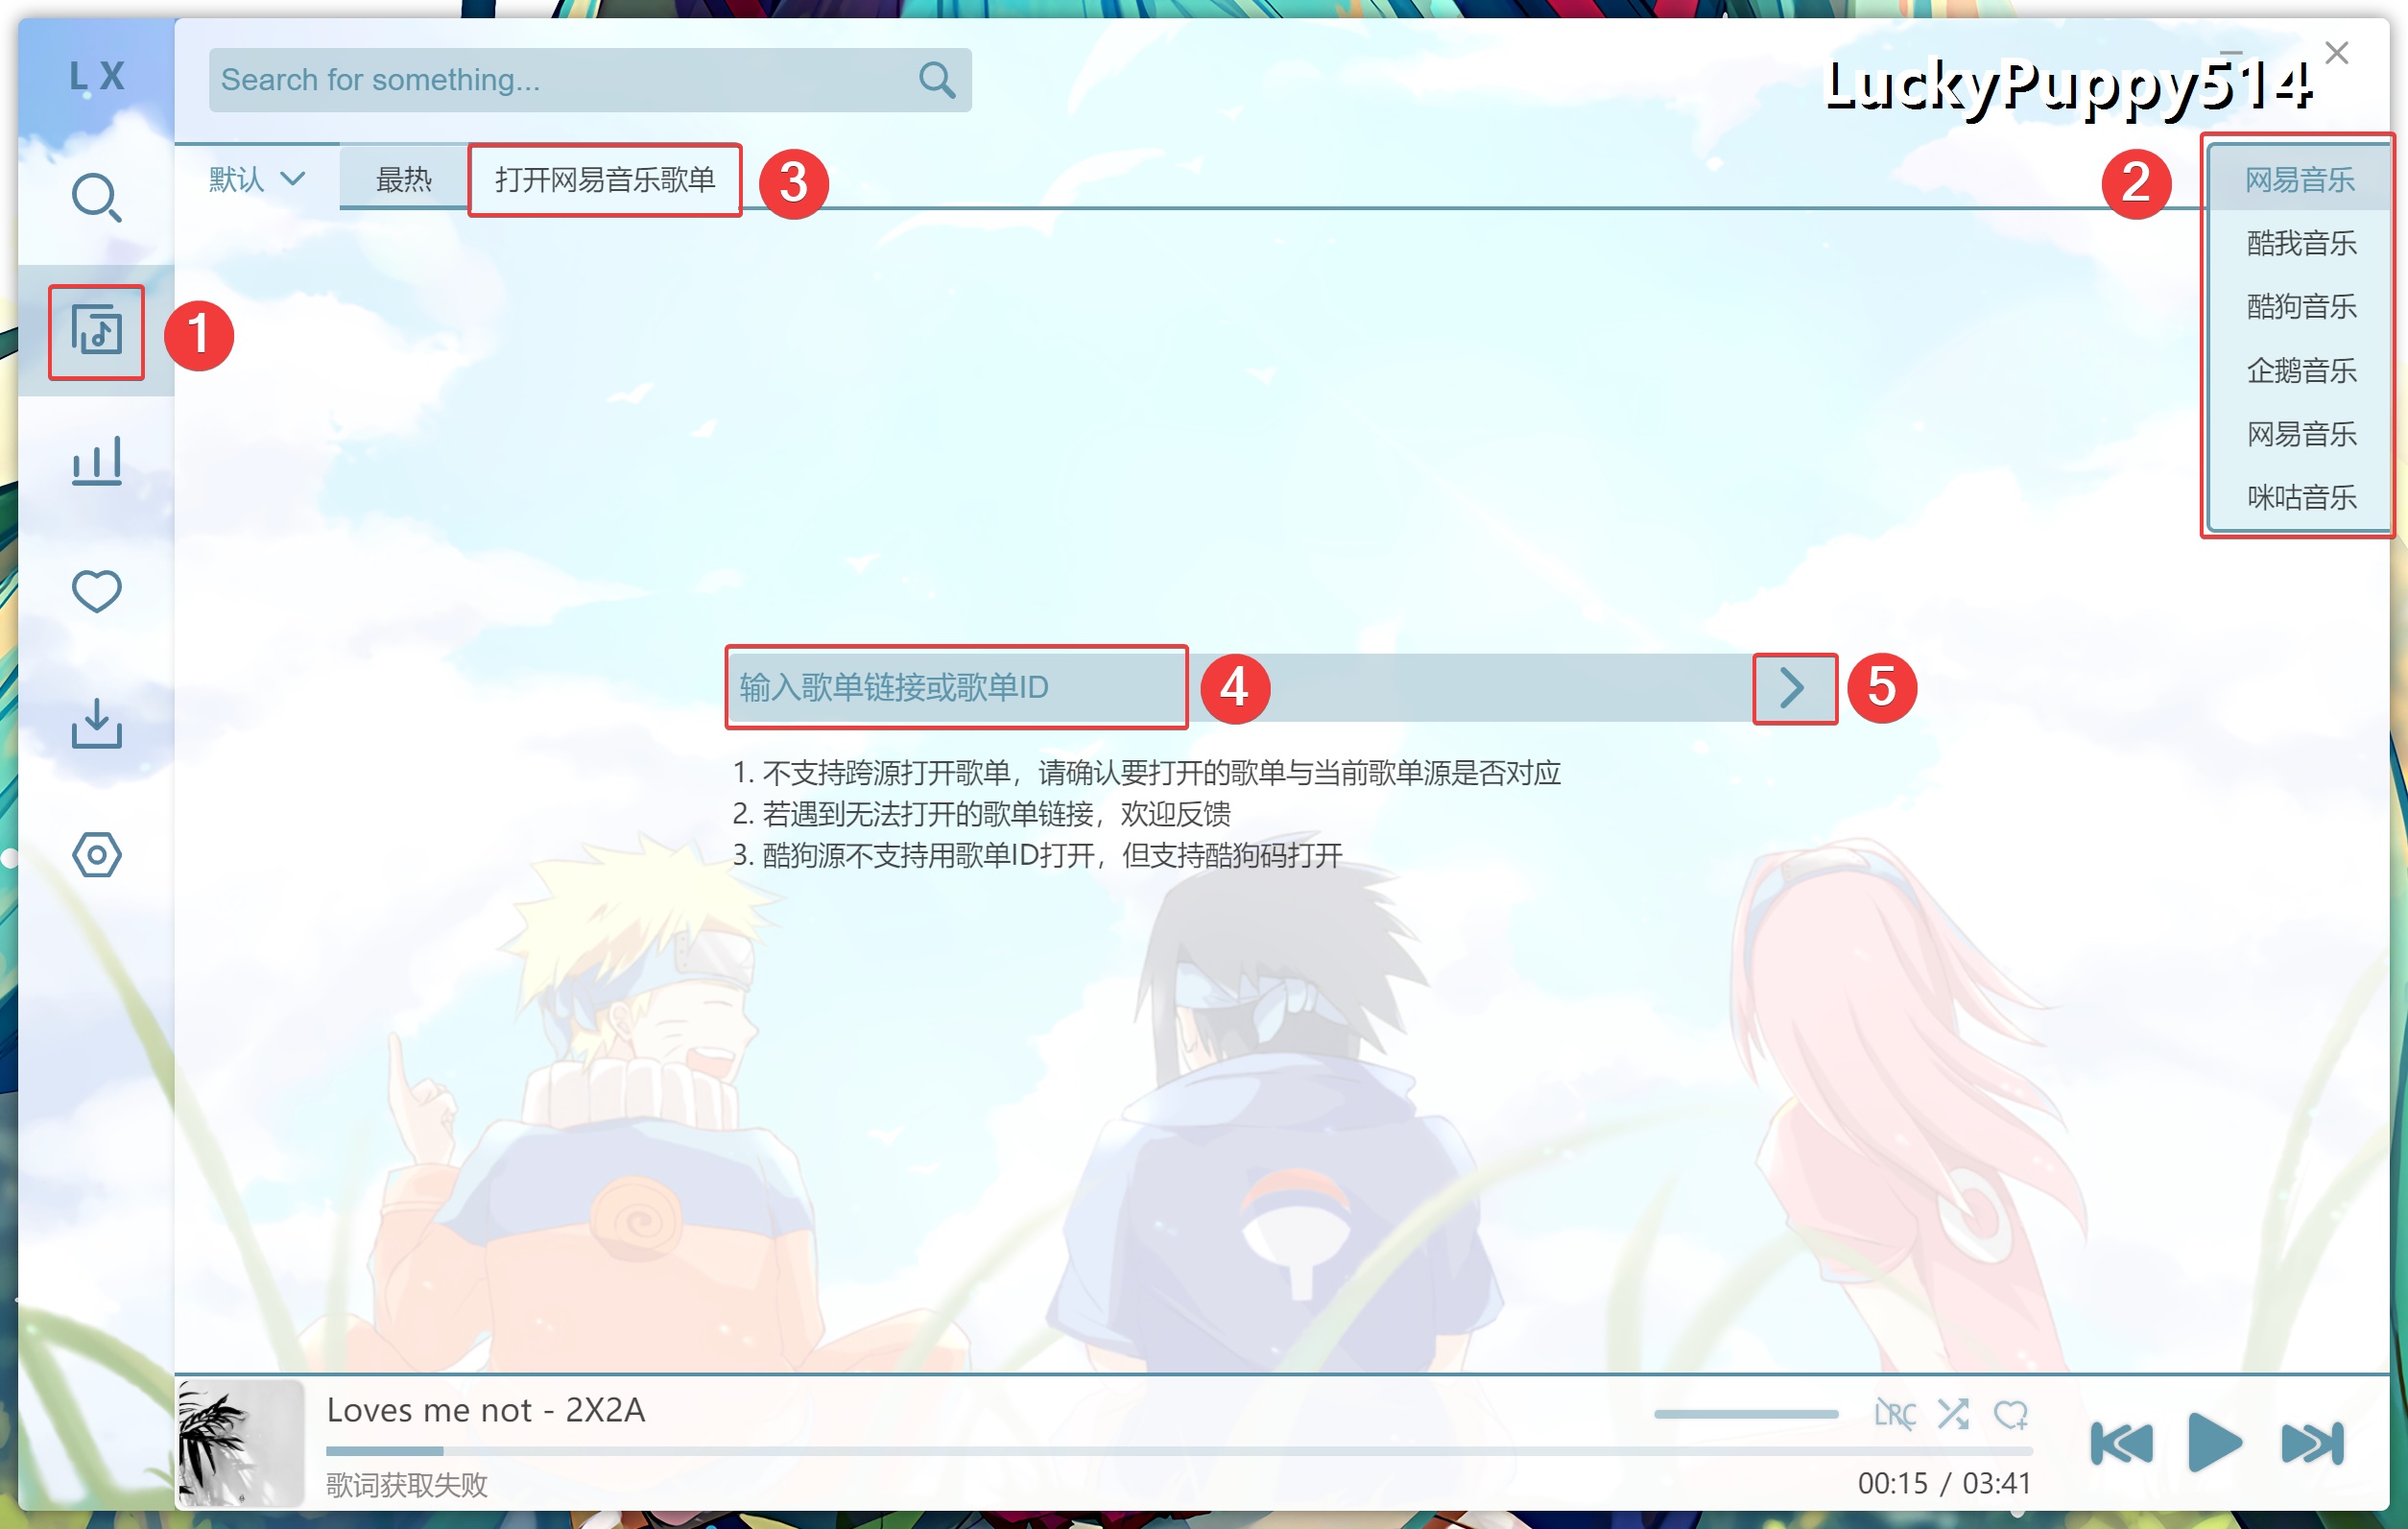 LX
Search for something...
LuckyPuppy514
默认
最热
打开网易音乐歌单
3
2
网易音乐
酷我音乐
酷狗音乐
企鹅音乐
网易音乐
咪咕音乐
1
输入歌单链接或歌单ID
4
5
1. 不支持跨源打开歌单，请确认要打开的歌单与当前歌单源是否对应
2. 若遇到无法打开的歌单链接，欢迎反馈
3. 酷狗源不支持用歌单ID打开，但支持酷狗码打开
Loves me not - 2X2A
LRC
歌词获取失败
00:15 / 03:41